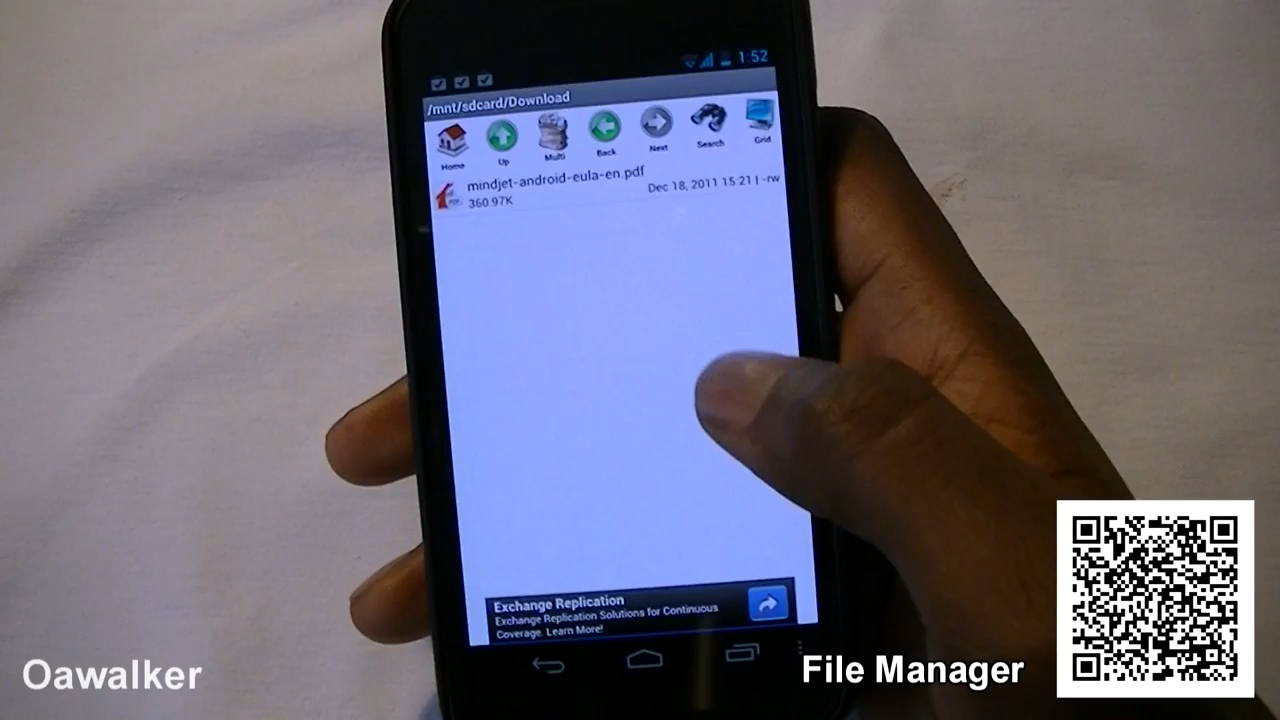 1:52
/mnt/sdcard/Download
Home Up Multi Back Next Search Grid
mindjet-android-eula-en.pdf
360.97K Dec 18, 2011 15:21 | -rw
Exchange Replication
Exchange Replication Solutions for Continuous
Coverage. Learn More!
Oawalker
File Manager